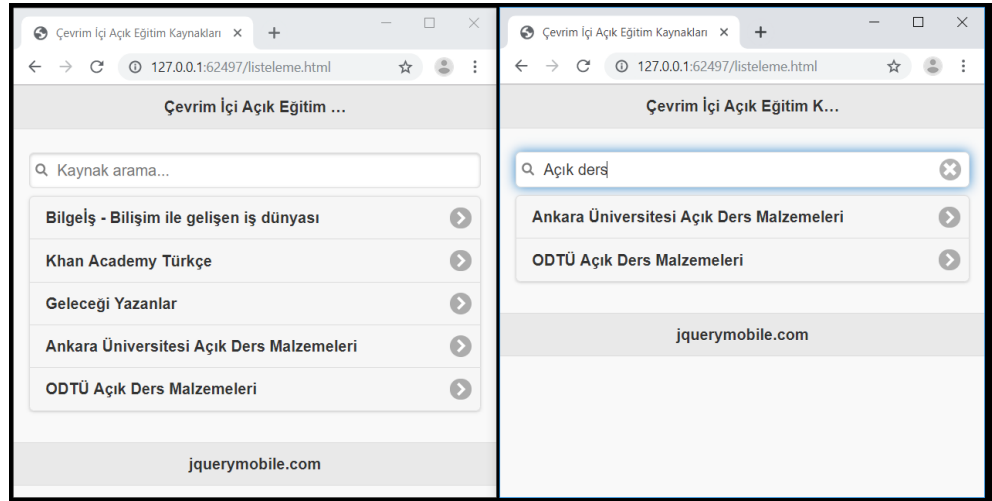 Çevrim İçi Açık Eğitim Kaynakları
127.0.0.1:62497/listeleme.html
Çevrim İçi Açık Eğitim ...
Kaynak arama...
Bilgeİş - Bilişim ile gelişen iş dünyası
Khan Academy Türkçe
Geleceği Yazanlar
Ankara Üniversitesi Açık Ders Malzemeleri
ODTÜ Açık Ders Malzemeleri
jquerymobile.com
Çevrim İçi Açık Eğitim Kaynakları
127.0.0.1:62497/listeleme.html
Çevrim İçi Açık Eğitim K...
Açık ders
Ankara Üniversitesi Açık Ders Malzemeleri
ODTÜ Açık Ders Malzemeleri
jquerymobile.com